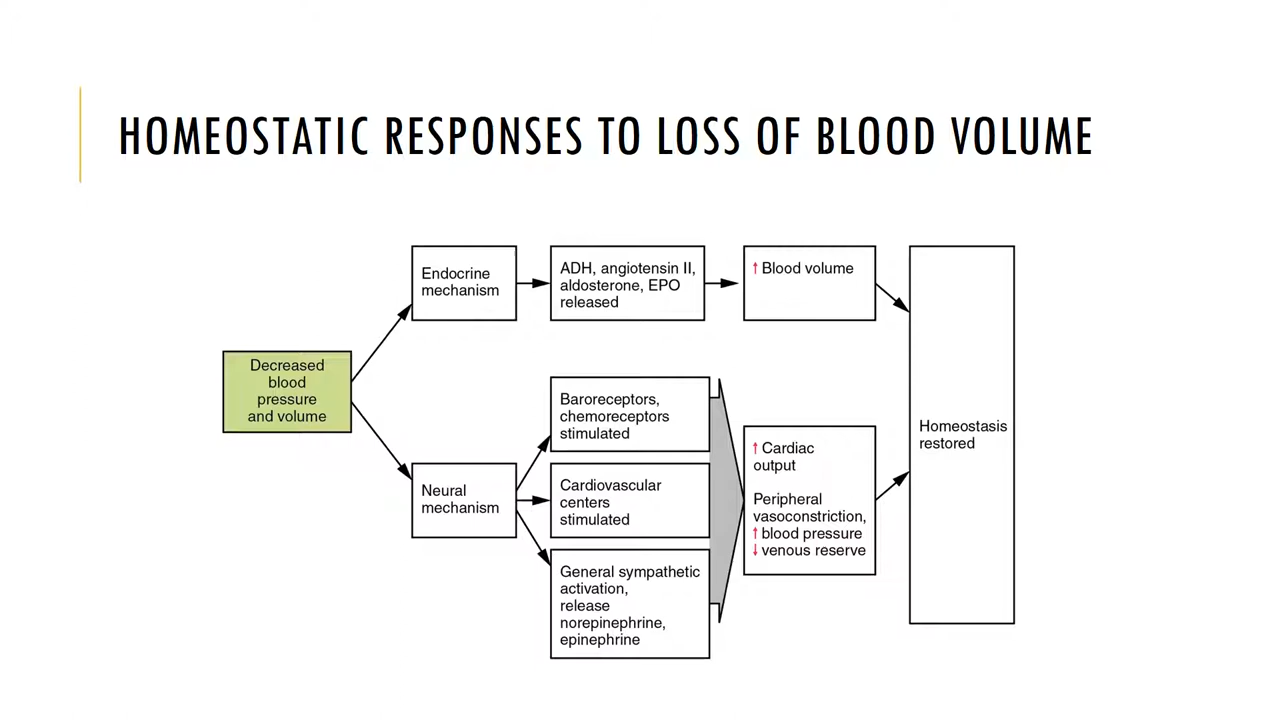 HOMEOSTATIC RESPONSES TO LOSS OF BLOOD VOLUME
Endocrine
mechanism
ADH, angiotensin II,
aldosterone, EPO
released
↑ Blood volume
Decreased
blood
pressure
and volume
Baroreceptors,
chemoreceptors
stimulated
Neural
mechanism
Cardiovascular
centers
stimulated
General sympathetic
activation,
release
norepinephrine,
epinephrine
↑ Cardiac
output
Peripheral
vasoconstriction,
↑ blood pressure
↓ venous reserve
Homeostasis
restored